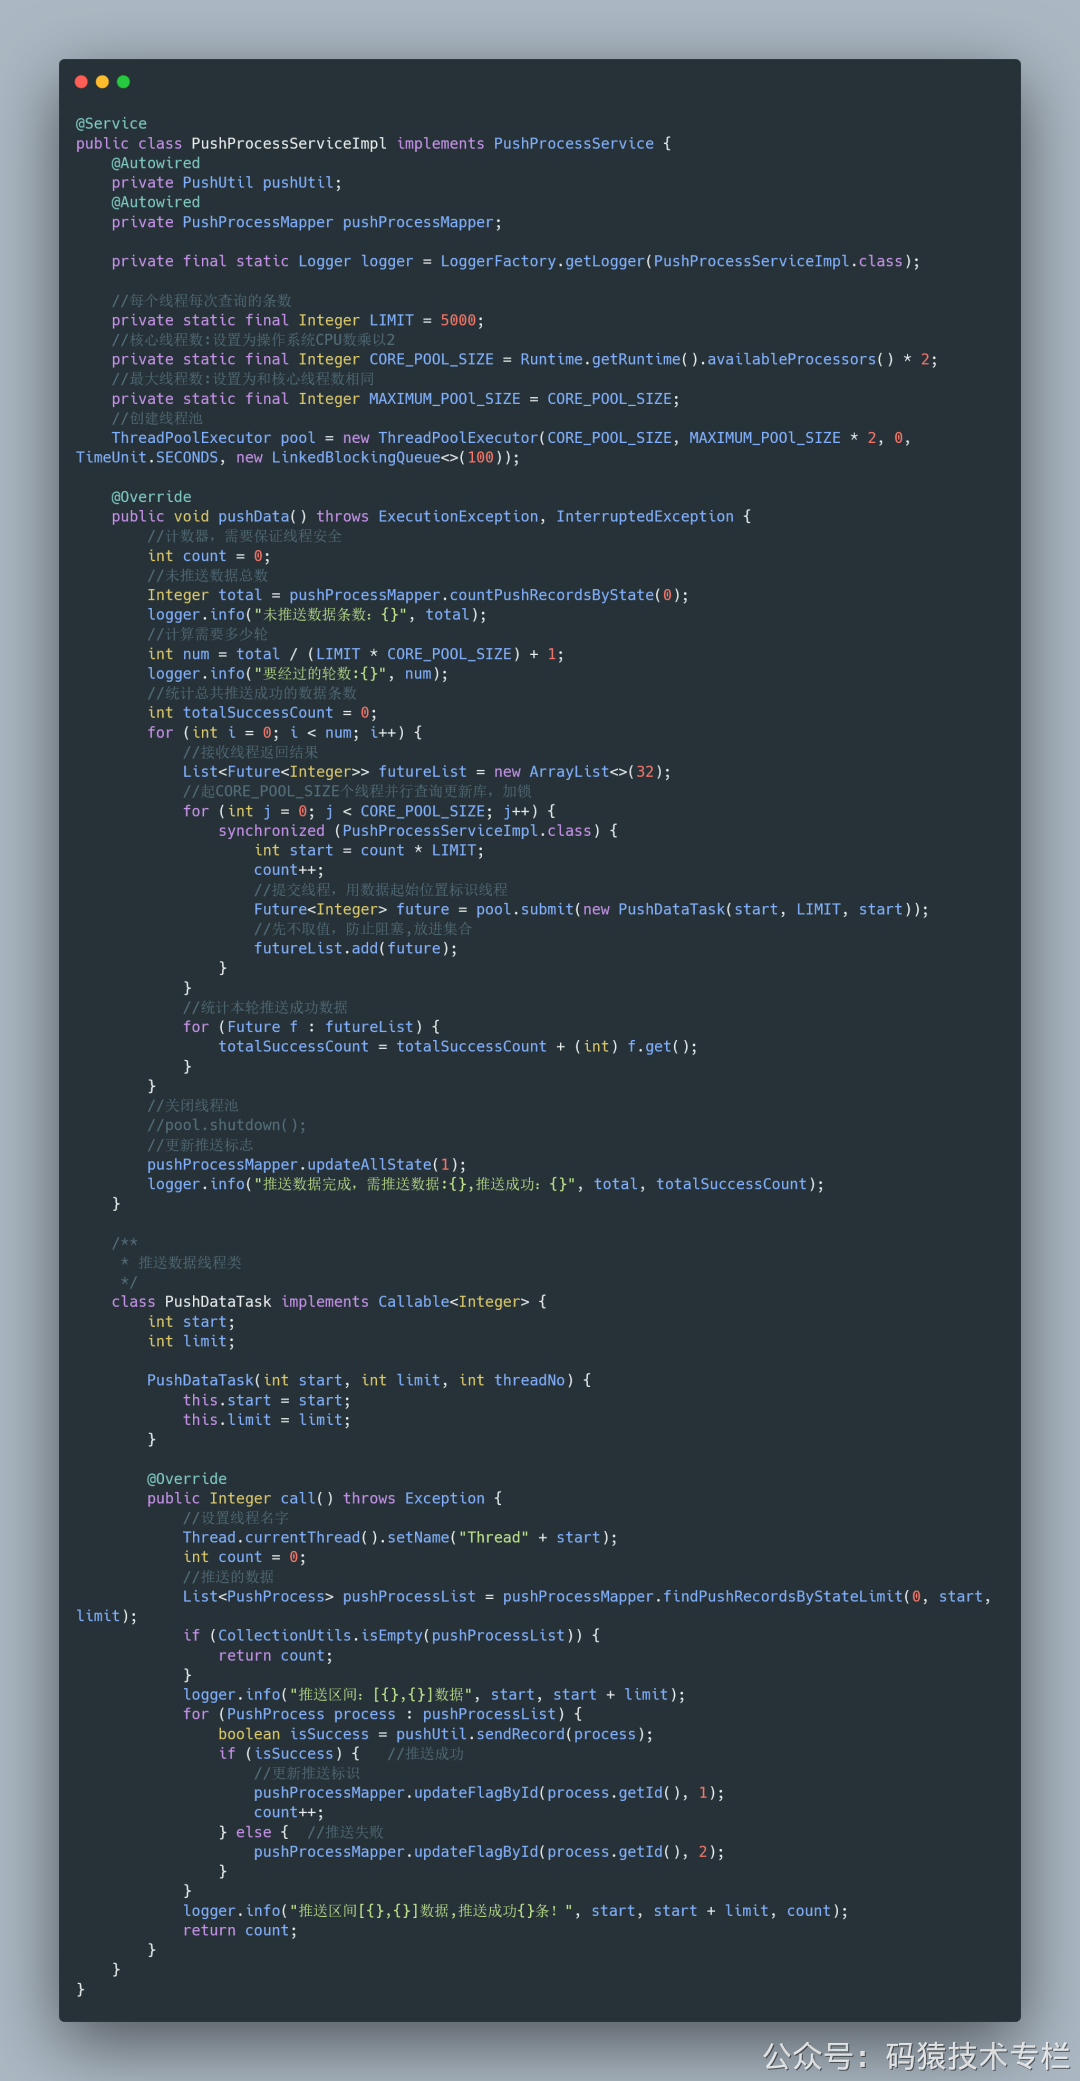 @Service
public class PushProcessServiceImpl implements PushProcessService {
    @Autowired
    private PushUtil pushUtil;
    @Autowired
    private PushProcessMapper pushProcessMapper;

    private final static Logger logger = LoggerFactory.getLogger(PushProcessServiceImpl.class);

    //每个线程每次查询的条数
    private static final Integer LIMIT = 5000;
    //核心线程数:设置为操作系统CPU数乘以2
    private static final Integer CORE_POOL_SIZE = Runtime.getRuntime().availableProcessors() * 2;
    //最大线程数:设置为和核心线程数相同
    private static final Integer MAXIMUM_POOl_SIZE = CORE_POOL_SIZE;
    //创建线程池
    ThreadPoolExecutor pool = new ThreadPoolExecutor(CORE_POOL_SIZE, MAXIMUM_POOl_SIZE * 2, 0,
TimeUnit.SECONDS, new LinkedBlockingQueue<>(100));

    @Override
    public void pushData() throws ExecutionException, InterruptedException {
        //计数器，需要保证线程安全
        int count = 0;
        //未推送数据总数
        Integer total = pushProcessMapper.countPushRecordsByState(0);
        logger.info("未推送数据条数：{}", total);
        //计算需要多少轮
        int num = total / (LIMIT * CORE_POOL_SIZE) + 1;
        logger.info("要经过的轮数:{}", num);
        //统计总共推送成功的数据条数
        int totalSuccessCount = 0;
        for (int i = 0; i < num; i++) {
            //接收线程返回结果
            List<Future<Integer>> futureList = new ArrayList<>(32);
            //起CORE_POOL_SIZE个线程并行查询更新库，加锁
            for (int j = 0; j < CORE_POOL_SIZE; j++) {
                synchronized (PushProcessServiceImpl.class) {
                    int start = count * LIMIT;
                    count++;
                    //提交线程，用数据起始位置标识线程
                    Future<Integer> future = pool.submit(new PushDataTask(start, LIMIT, start));
                    //先不取值，防止阻塞,放进集合
                    futureList.add(future);
                }
            }
            //统计本轮推送成功数据
            for (Future f : futureList) {
                totalSuccessCount = totalSuccessCount + (int) f.get();
            }
        }
        //关闭线程池
        //pool.shutdown();
        //更新推送标志
        pushProcessMapper.updateAllState(1);
        logger.info("推送数据完成，需推送数据:{},推送成功：{}", total, totalSuccessCount);
    }

    /**
     * 推送数据线程类
     */
    class PushDataTask implements Callable<Integer> {
        int start;
        int limit;

        PushDataTask(int start, int limit, int threadNo) {
            this.start = start;
            this.limit = limit;
        }

        @Override
        public Integer call() throws Exception {
            //设置线程名字
            Thread.currentThread().setName("Thread" + start);
            int count = 0;
            //推送的数据
            List<PushProcess> pushProcessList = pushProcessMapper.findPushRecordsByStateLimit(0, start,
limit);
            if (CollectionUtils.isEmpty(pushProcessList)) {
                return count;
            }
            logger.info("推送区间：[{},{}]数据", start, start + limit);
            for (PushProcess process : pushProcessList) {
                boolean isSuccess = pushUtil.sendRecord(process);
                if (isSuccess) {   //推送成功
                    //更新推送标识
                    pushProcessMapper.updateFlagById(process.getId(), 1);
                    count++;
                } else {  //推送失败
                    pushProcessMapper.updateFlagById(process.getId(), 2);
                }
            }
            logger.info("推送区间[{},{}]数据,推送成功{}条！", start, start + limit, count);
            return count;
        }
    }
}
公众号：码猿技术专栏